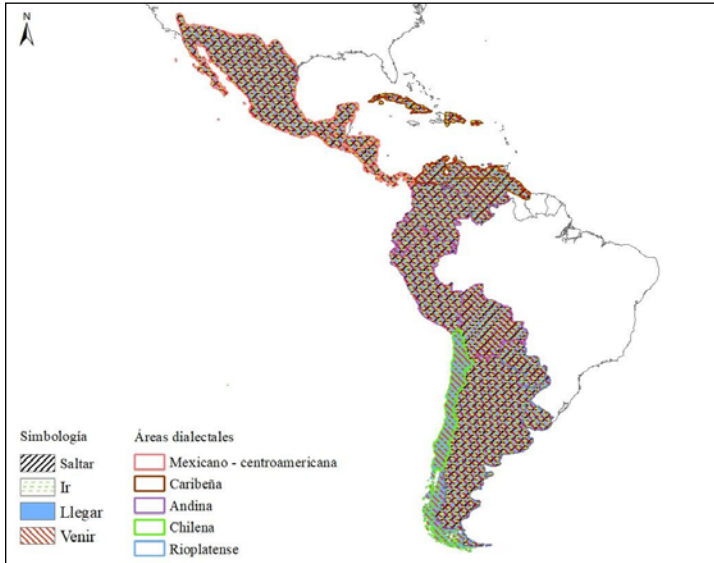 N
Simbología
Saltar
Ir
Llegar
Venir
Áreas dialectales
Mexicano - centroamericana
Caribeña
Andina
Chilena
Rioplatense